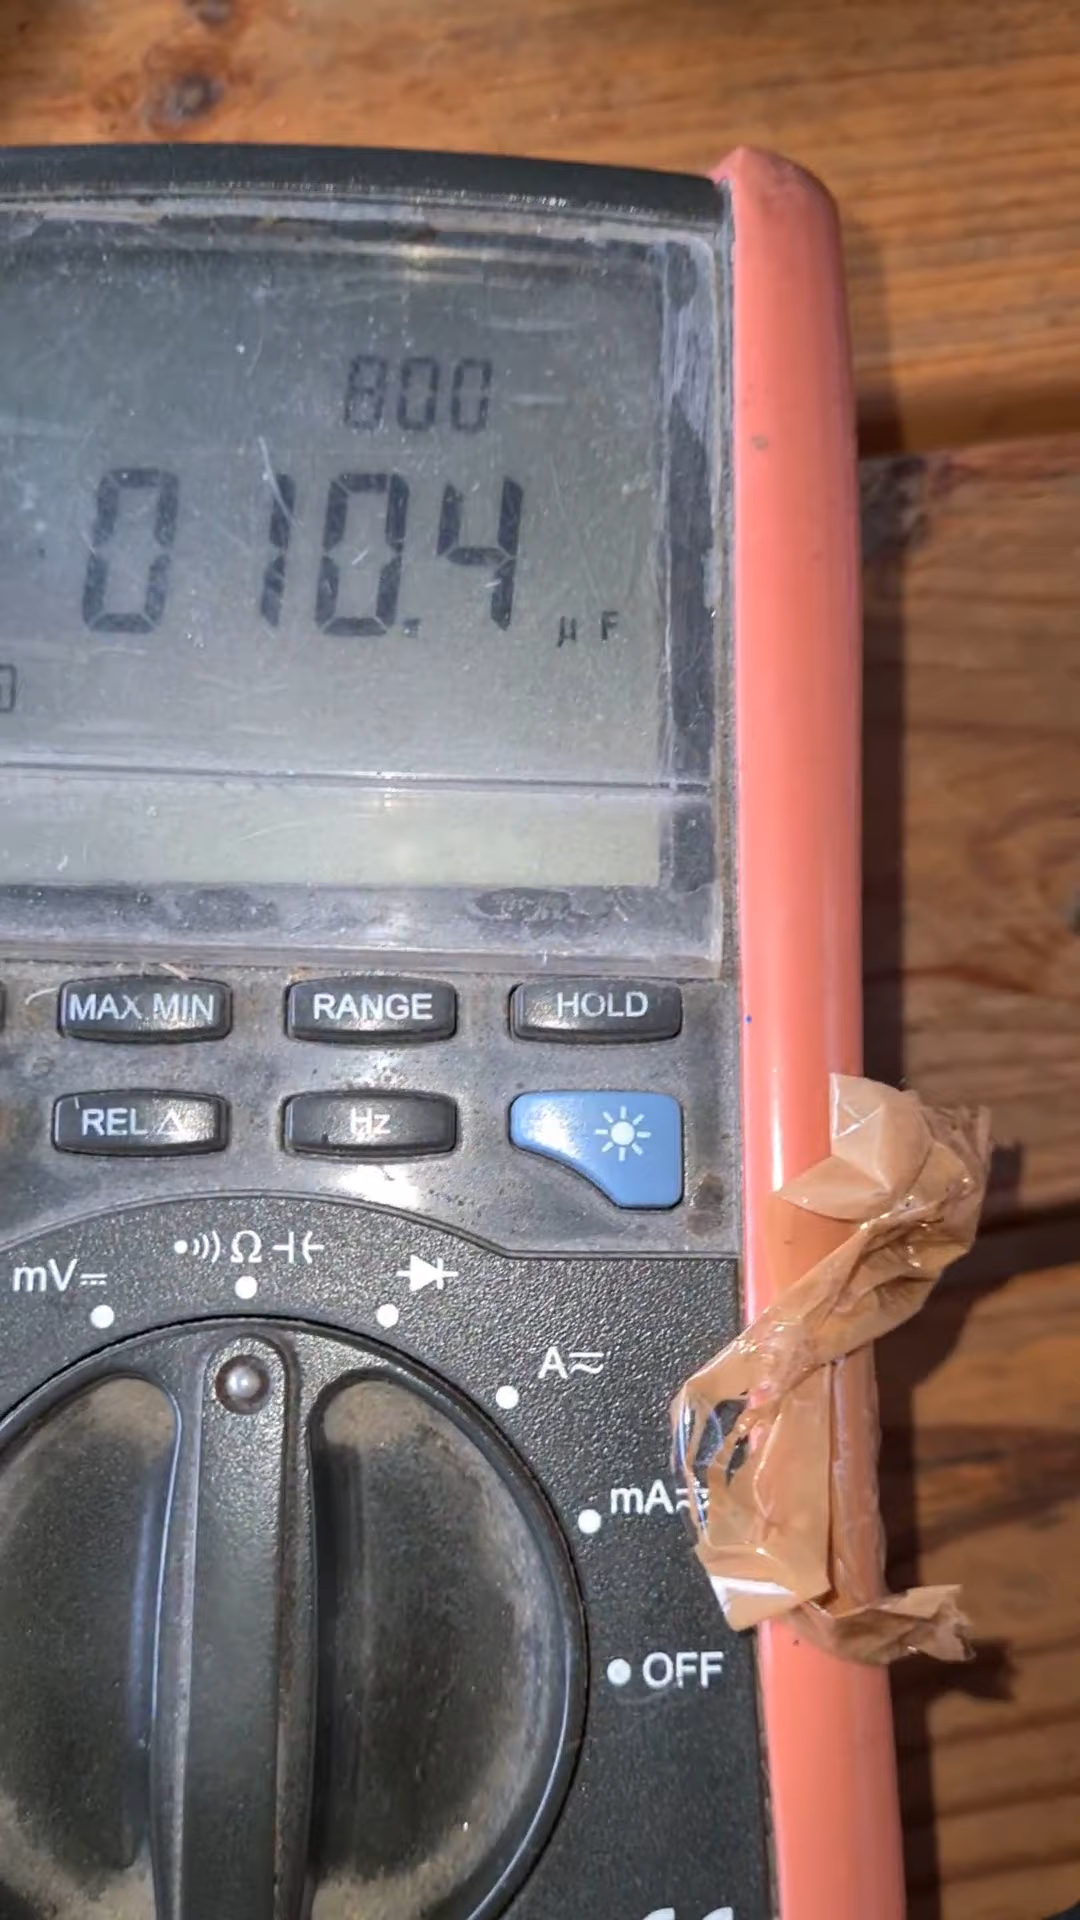 800
010.4 µF
MAX MIN RANGE HOLD
REL Δ Hz
mV Ω
A
mA
OFF